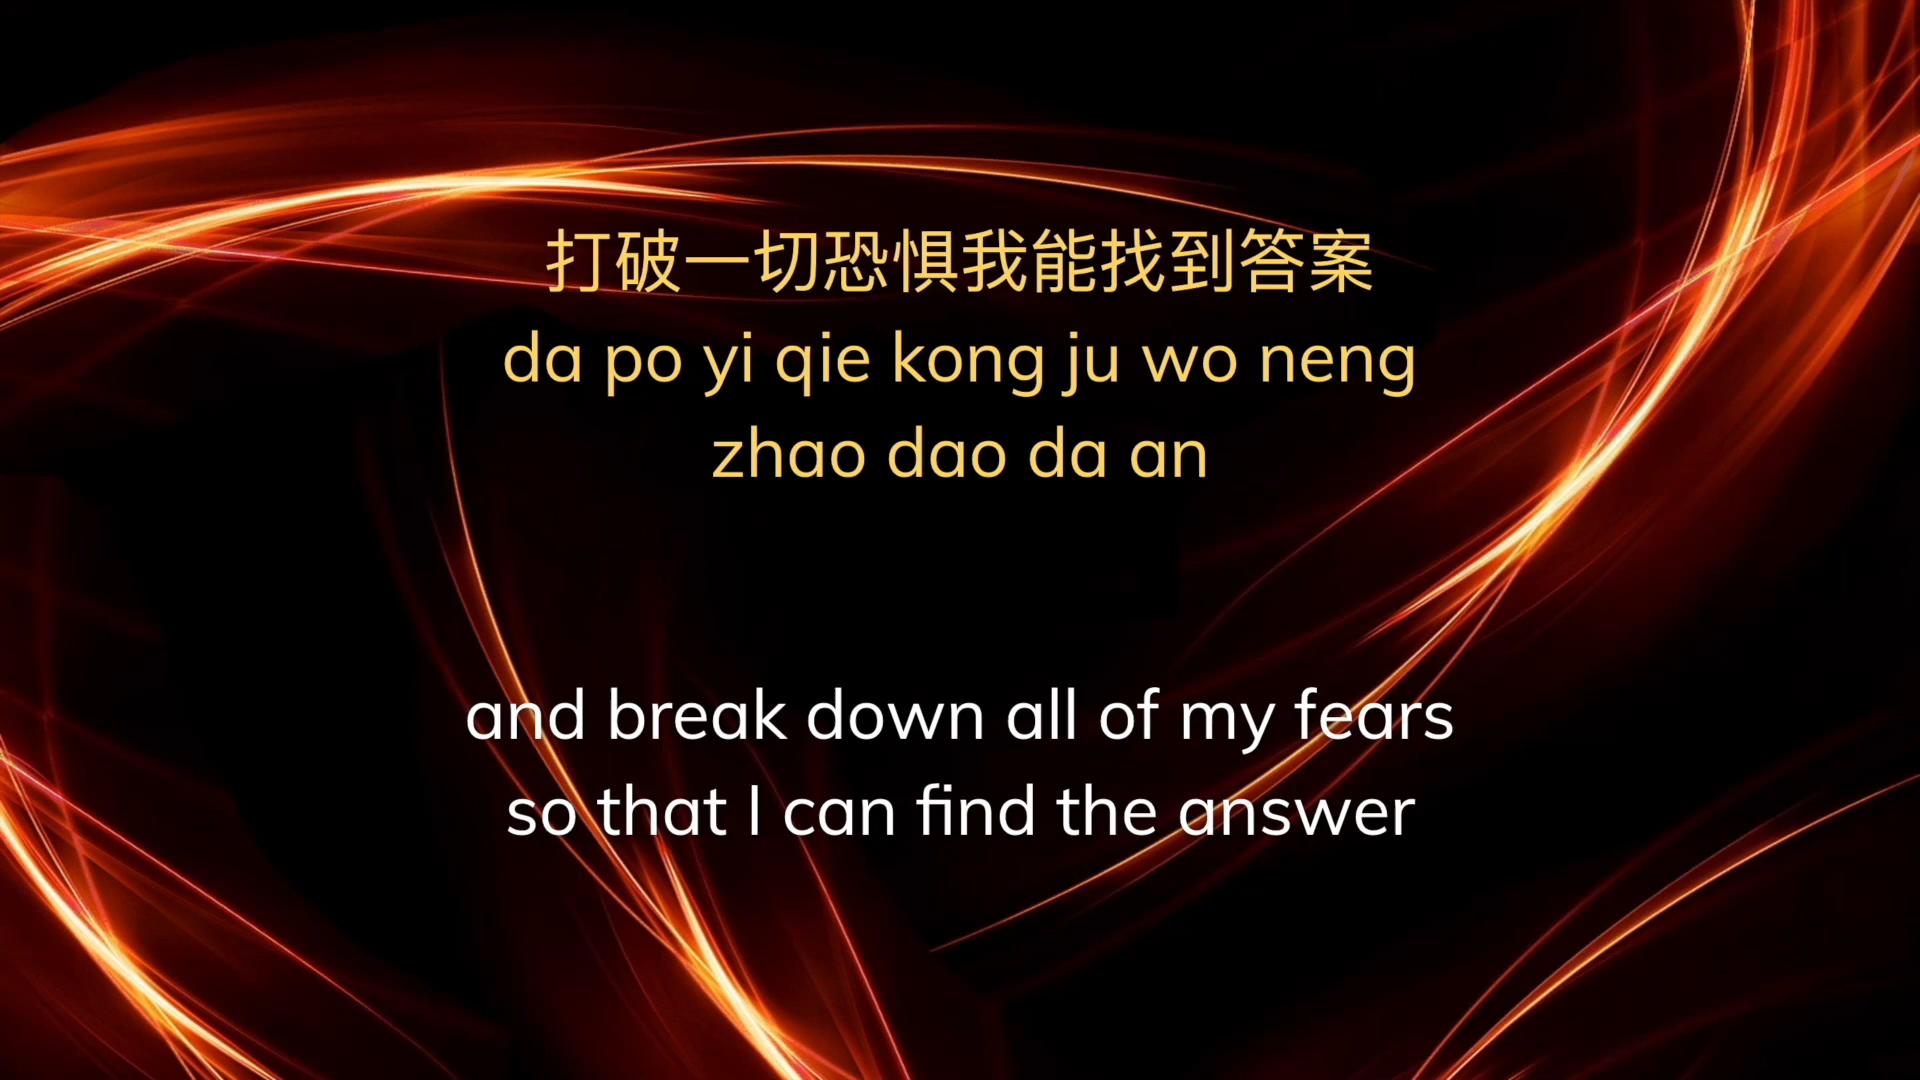 打破一切恐惧我能找到答案
da po yi qie kong ju wo neng
zhao dao da an
and break down all of my fears
so that I can find the answer